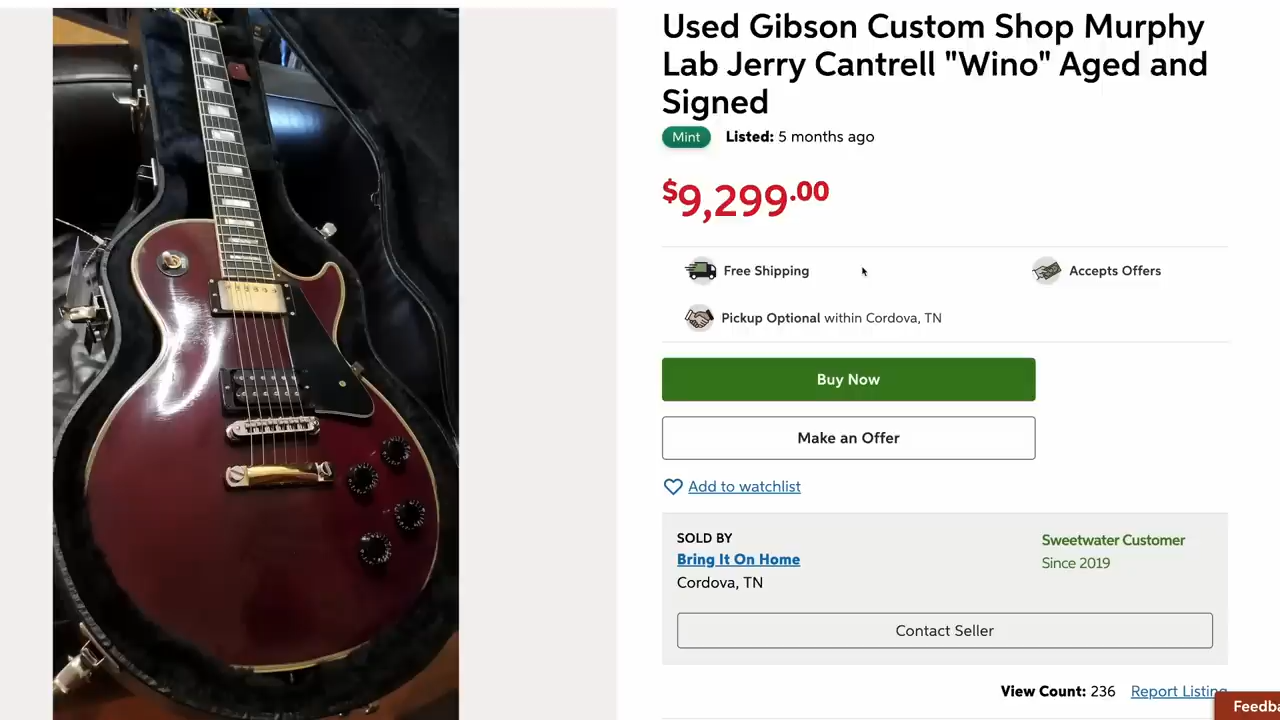 Used Gibson Custom Shop Murphy
Lab Jerry Cantrell "Wino" Aged and
Signed
Mint
Listed: 5 months ago
$9,299.00
Free Shipping
Accepts Offers
Pickup Optional within Cordova, TN
Buy Now
Make an Offer
Add to watchlist
SOLD BY
Bring It On Home
Cordova, TN
Sweetwater Customer
Since 2019
Contact Seller
View Count: 236
Report Listing
Feedba